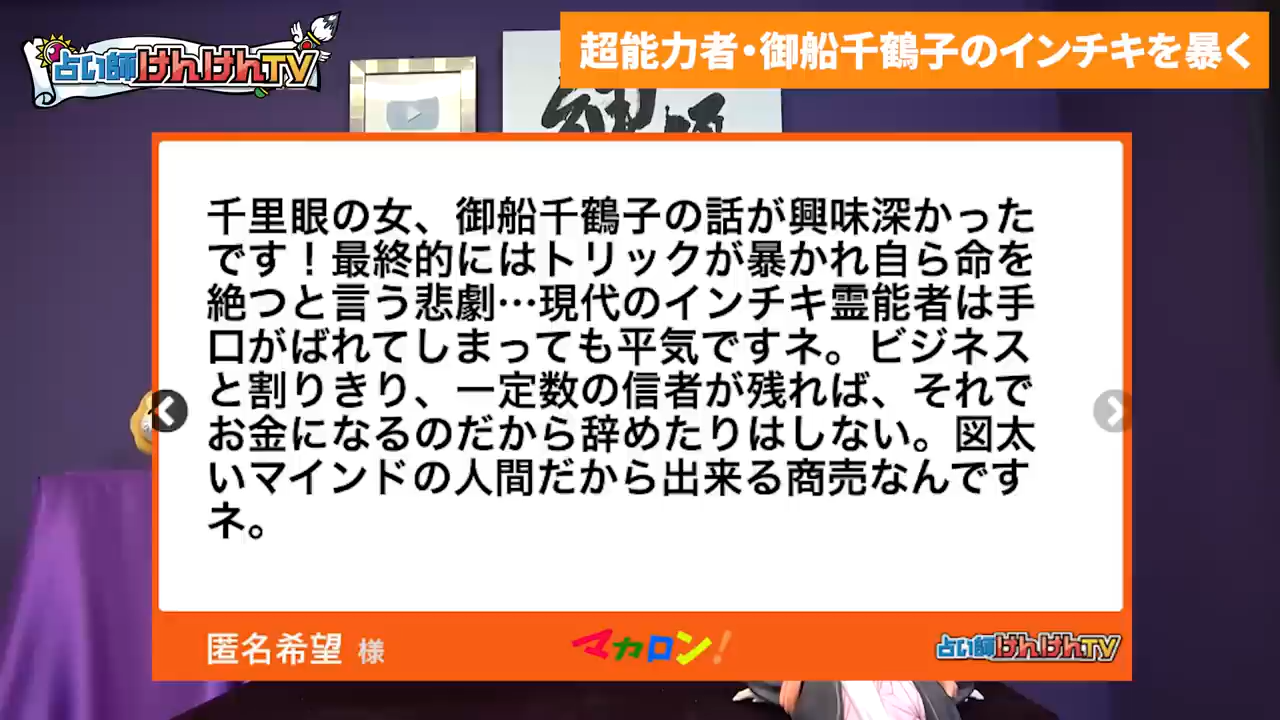 占い師けんけんTV
超能力者・御船千鶴子のインチキを暴く
千里眼の女、御船千鶴子の話が興味深かった
です！最終的にはトリックが暴かれ自ら命を
絶つと言う悲劇…現代のインチキ霊能者は手
口がばれてしまっても平気ですネ。ビジネス
と割りきり、一定数の信者が残れば、それで
お金になるのだから辞めたりはしない。図太
いマインドの人間だから出来る商売なんです
ネ。
匿名希望 様
マカロン！
占い師けんけんTV